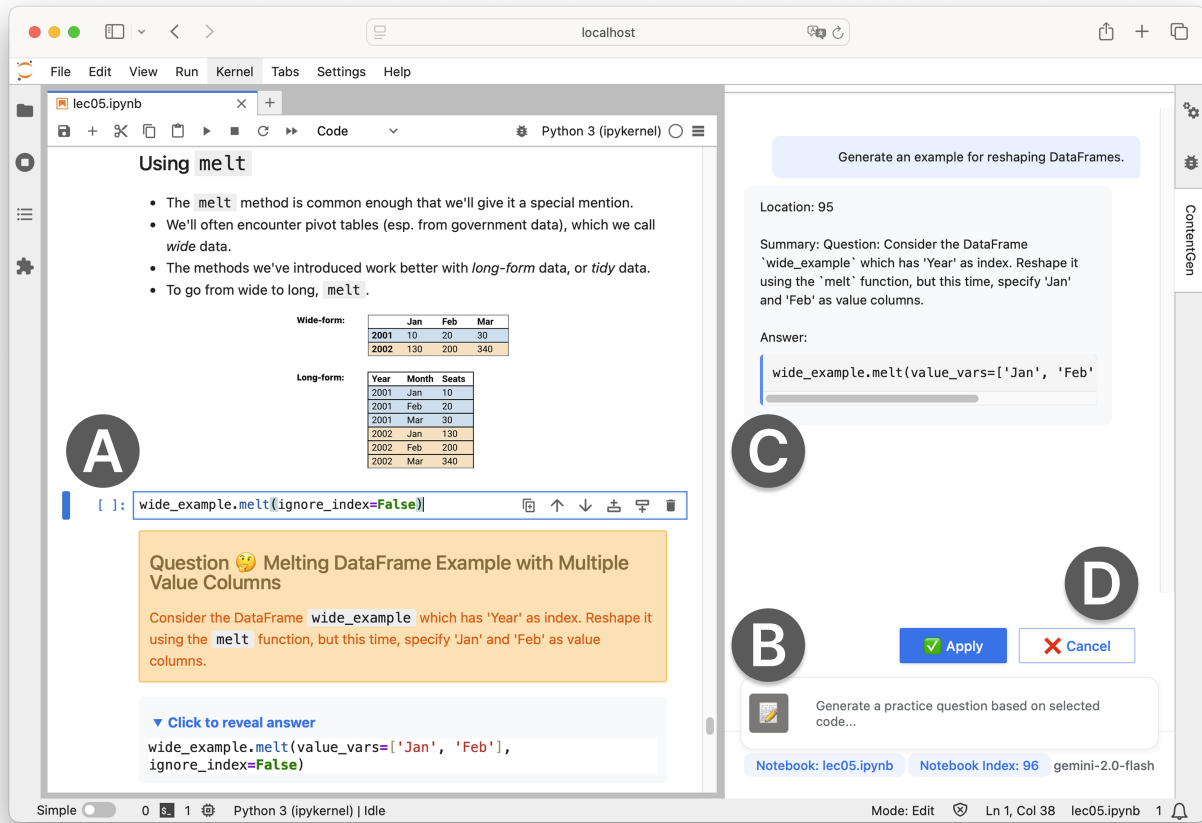 localhost
File Edit View Run Kernel Tabs Settings Help
lec05.ipynb
Code
Python 3 (ipykernel)
Using melt
• The melt method is common enough that we'll give it a special mention.
• We'll often encounter pivot tables (esp. from government data), which we call
wide data.
• The methods we've introduced work better with long-form data, or tidy data.
• To go from wide to long, melt.
Wide-form:
Jan Feb Mar
2001 10 20 30
2002 130 200 340
Long-form:
Year Month Seats
2001 Jan 10
2001 Feb 20
2001 Mar 30
2002 Jan 130
2002 Feb 200
2002 Mar 340
A
[ ]: wide_example.melt(ignore_index=False)
Question 🤔 Melting DataFrame Example with Multiple
Value Columns
Consider the DataFrame wide_example which has 'Year' as index. Reshape it
using the melt function, but this time, specify 'Jan' and 'Feb' as value
columns.
▼ Click to reveal answer
wide_example.melt(value_vars=['Jan', 'Feb'],
ignore_index=False)
Generate an example for reshaping DataFrames.
Location: 95
Summary: Question: Consider the DataFrame
`wide_example` which has 'Year' as index. Reshape it
using the `melt` function, but this time, specify 'Jan'
and 'Feb' as value columns.
Answer:
wide_example.melt(value_vars=['Jan', 'Feb'
C
D
B
✅ Apply
❌ Cancel
Generate a practice question based on selected
code...
Notebook: lec05.ipynb Notebook Index: 96 gemini-2.0-flash
ContentGen
Simple 0 $_ 1 Python 3 (ipykernel) | Idle Mode: Edit Ln 1, Col 38 lec05.ipynb 1